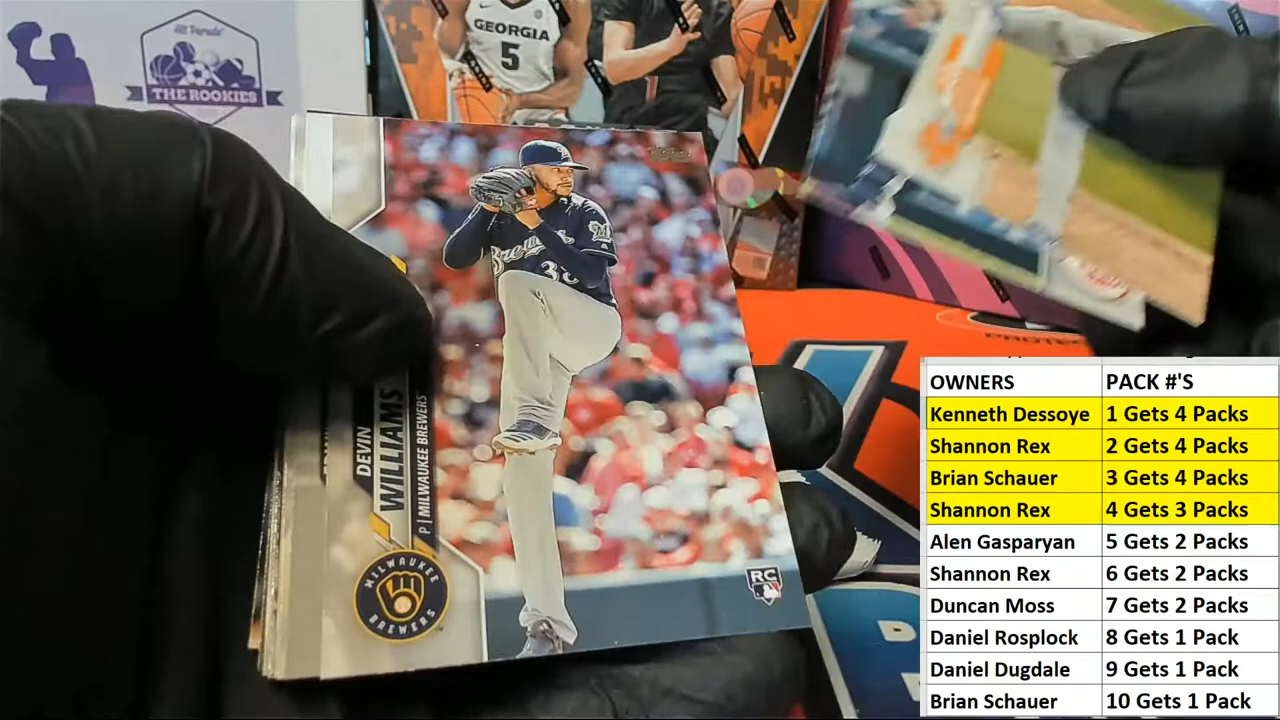 Hit Parade
THE ROOKIES
GEORGIA
5
Brewers
DEVIN
WILLIAMS
P | MILWAUKEE BREWERS
MILWAUKEE
BREWERS
RC
OWNERS PACK #'S
Kenneth Dessoye 1 Gets 4 Packs
Shannon Rex 2 Gets 4 Packs
Brian Schauer 3 Gets 4 Packs
Shannon Rex 4 Gets 3 Packs
Alen Gasparyan 5 Gets 2 Packs
Shannon Rex 6 Gets 2 Packs
Duncan Moss 7 Gets 2 Packs
Daniel Rosplock 8 Gets 1 Pack
Daniel Dugdale 9 Gets 1 Pack
Brian Schauer 10 Gets 1 Pack